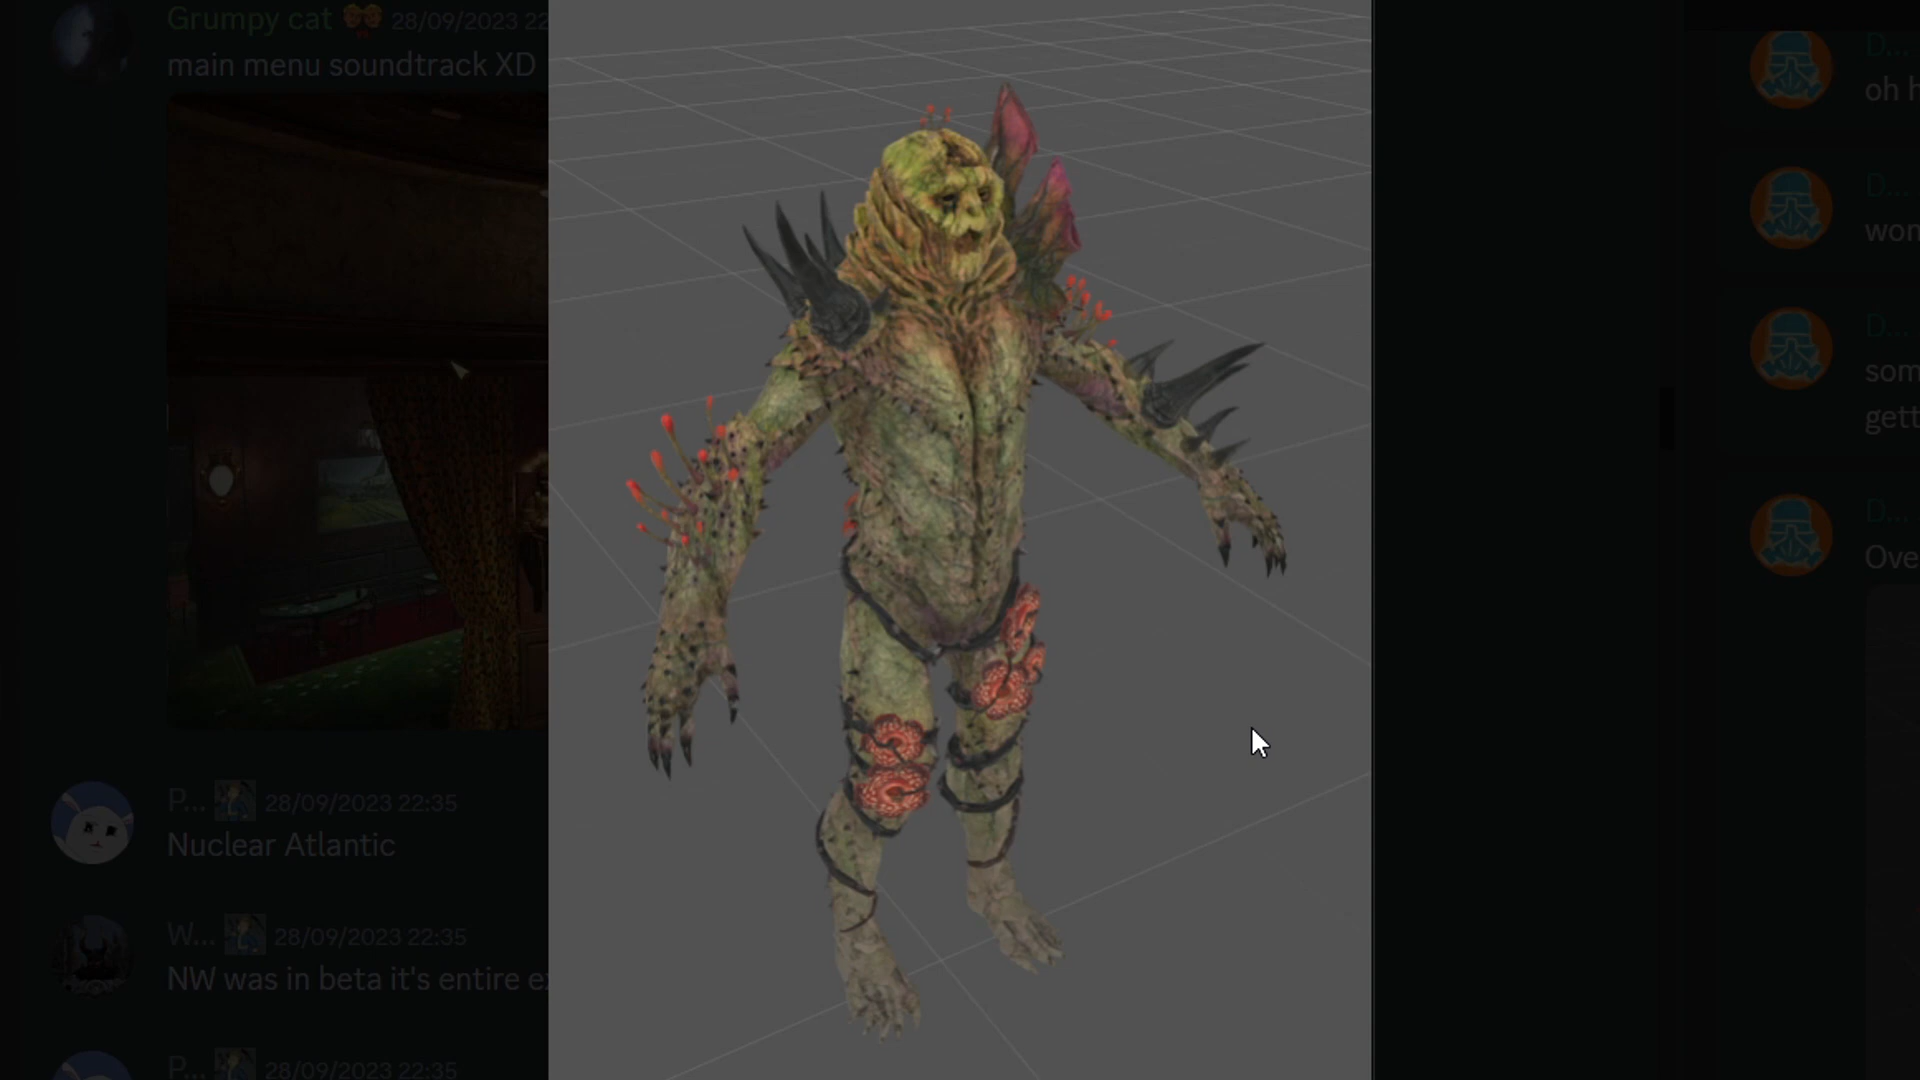 Grumpy cat 28/09/2023 22
main menu soundtrack XD
P... 28/09/2023 22:35
Nuclear Atlantic
W... 28/09/2023 22:35
NW was in beta it's entire e
P... 28/09/2023 22:35
D...
oh h
D...
won
D...
som
gett
D...
Ove